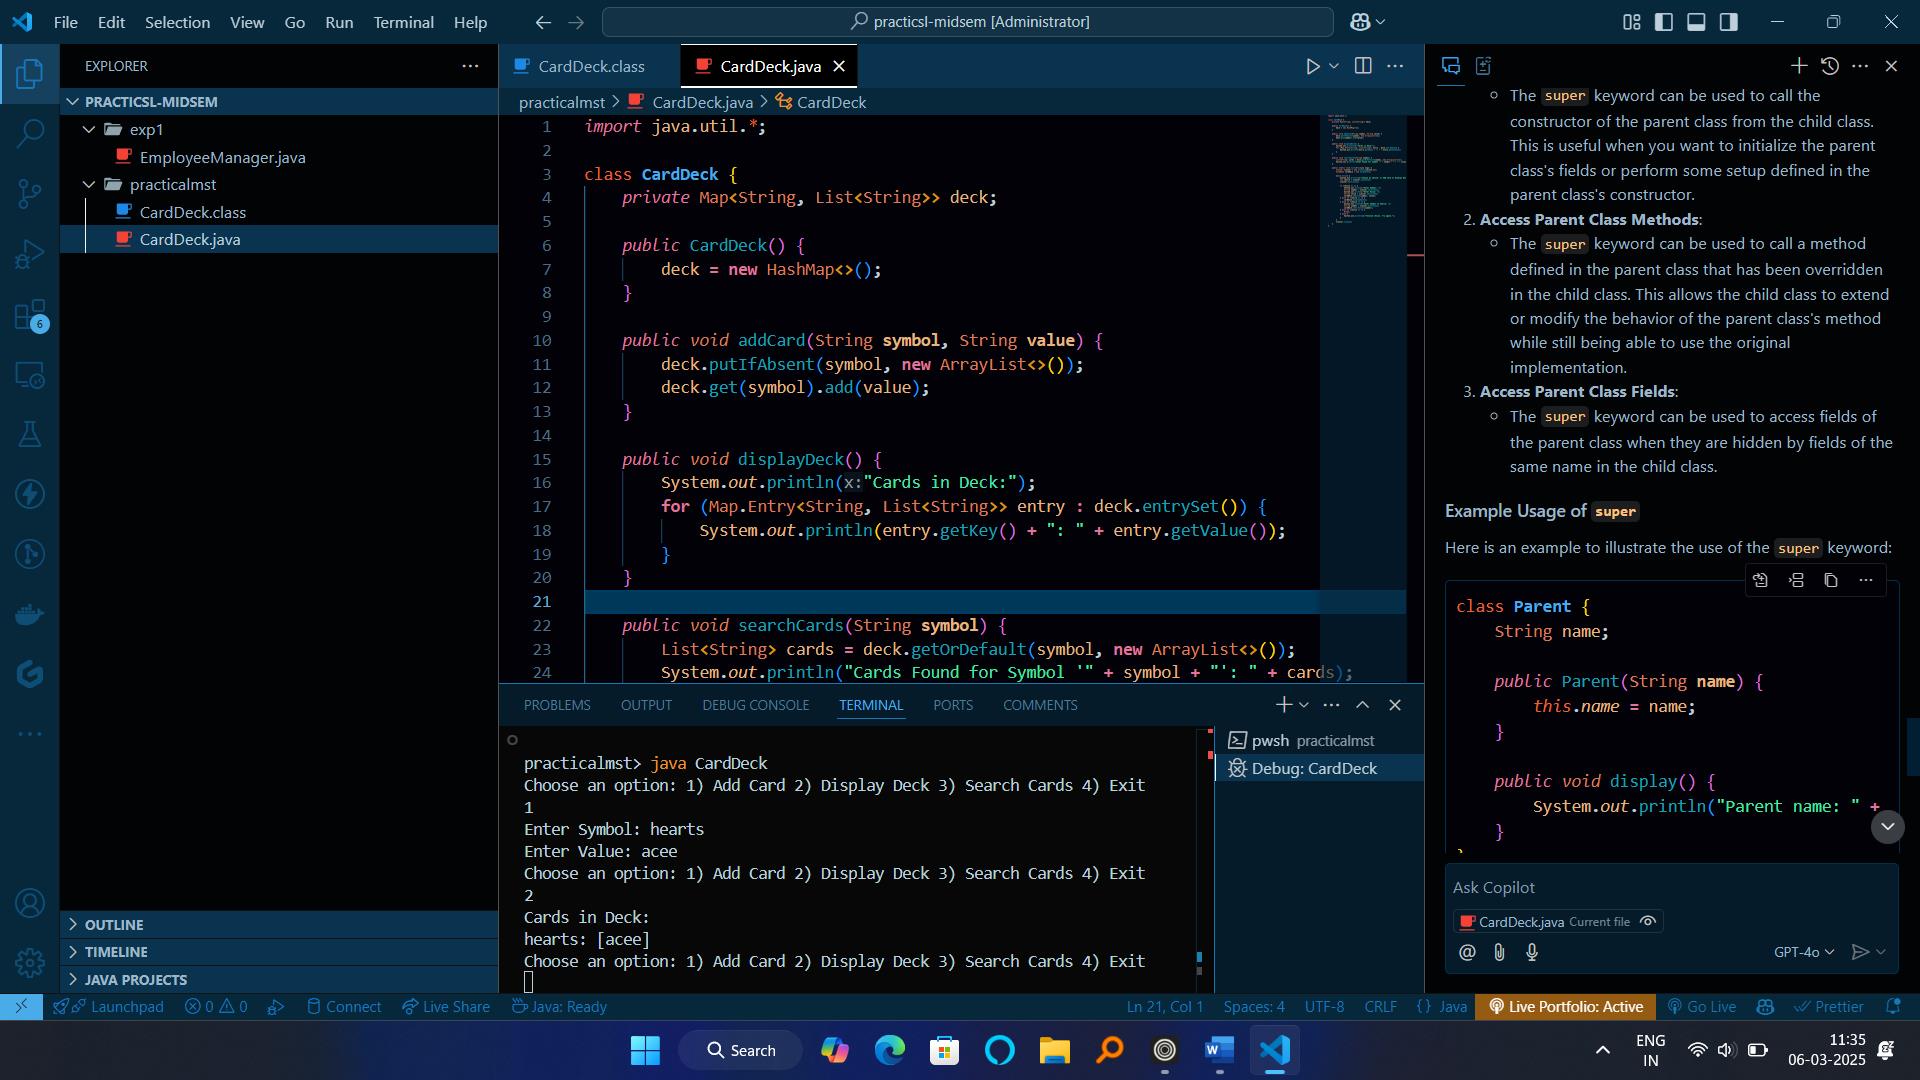 File Edit Selection View Go Run Terminal Help
practicsl-midsem [Administrator]
EXPLORER
PRACTICSL-MIDSEM
exp1
EmployeeManager.java
practicalmst
CardDeck.class
CardDeck.java
OUTLINE
TIMELINE
JAVA PROJECTS
6
CardDeck.class
CardDeck.java
practicalmst > CardDeck.java > CardDeck
1 import java.util.*;
2
3 class CardDeck {
4 private Map<String, List<String>> deck;
5
6 public CardDeck() {
7 deck = new HashMap<>();
8 }
9
10 public void addCard(String symbol, String value) {
11 deck.putIfAbsent(symbol, new ArrayList<>());
12 deck.get(symbol).add(value);
13 }
14
15 public void displayDeck() {
16 System.out.println(x:"Cards in Deck:");
17 for (Map.Entry<String, List<String>> entry : deck.entrySet()) {
18 System.out.println(entry.getKey() + ": " + entry.getValue());
19 }
20 }
21
22 public void searchCards(String symbol) {
23 List<String> cards = deck.getOrDefault(symbol, new ArrayList<>());
24 System.out.println("Cards Found for Symbol '" + symbol + "': " + cards);
PROBLEMS OUTPUT DEBUG CONSOLE TERMINAL PORTS COMMENTS
practicalmst> java CardDeck
Choose an option: 1) Add Card 2) Display Deck 3) Search Cards 4) Exit
1
Enter Symbol: hearts
Enter Value: acee
Choose an option: 1) Add Card 2) Display Deck 3) Search Cards 4) Exit
2
Cards in Deck:
hearts: [acee]
Choose an option: 1) Add Card 2) Display Deck 3) Search Cards 4) Exit
pwsh practicalmst
Debug: CardDeck
The super keyword can be used to call the
constructor of the parent class from the child class.
This is useful when you want to initialize the parent
class's fields or perform some setup defined in the
parent class's constructor.
2. Access Parent Class Methods:
The super keyword can be used to call a method
defined in the parent class that has been overridden
in the child class. This allows the child class to extend
or modify the behavior of the parent class's method
while still being able to use the original
implementation.
3. Access Parent Class Fields:
The super keyword can be used to access fields of
the parent class when they are hidden by fields of the
same name in the child class.
Example Usage of super
Here is an example to illustrate the use of the super keyword:
class Parent {
String name;
public Parent(String name) {
this.name = name;
}
public void display() {
System.out.println("Parent name: " +
}
Ask Copilot
CardDeck.java Current file
GPT-4o
Launchpad 0 0 Connect Live Share Java: Ready
Ln 21, Col 1 Spaces: 4 UTF-8 CRLF {} Java Live Portfolio: Active Go Live Prettier
Search
ENG
IN
11:35
06-03-2025